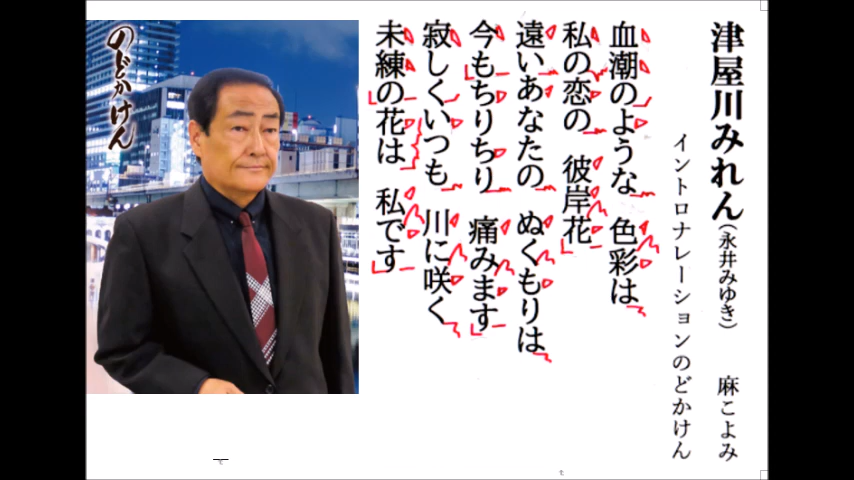 津屋川みれん(永井みゆき) 麻こよみ
イントロナレーションのどかけん
血潮のような 色彩は
私の恋の 彼岸花
遠いあなたの ぬくもりは
今もちりちり 痛みます
寂しくいつも 川に咲く
未練の花は 私です
のどかけん